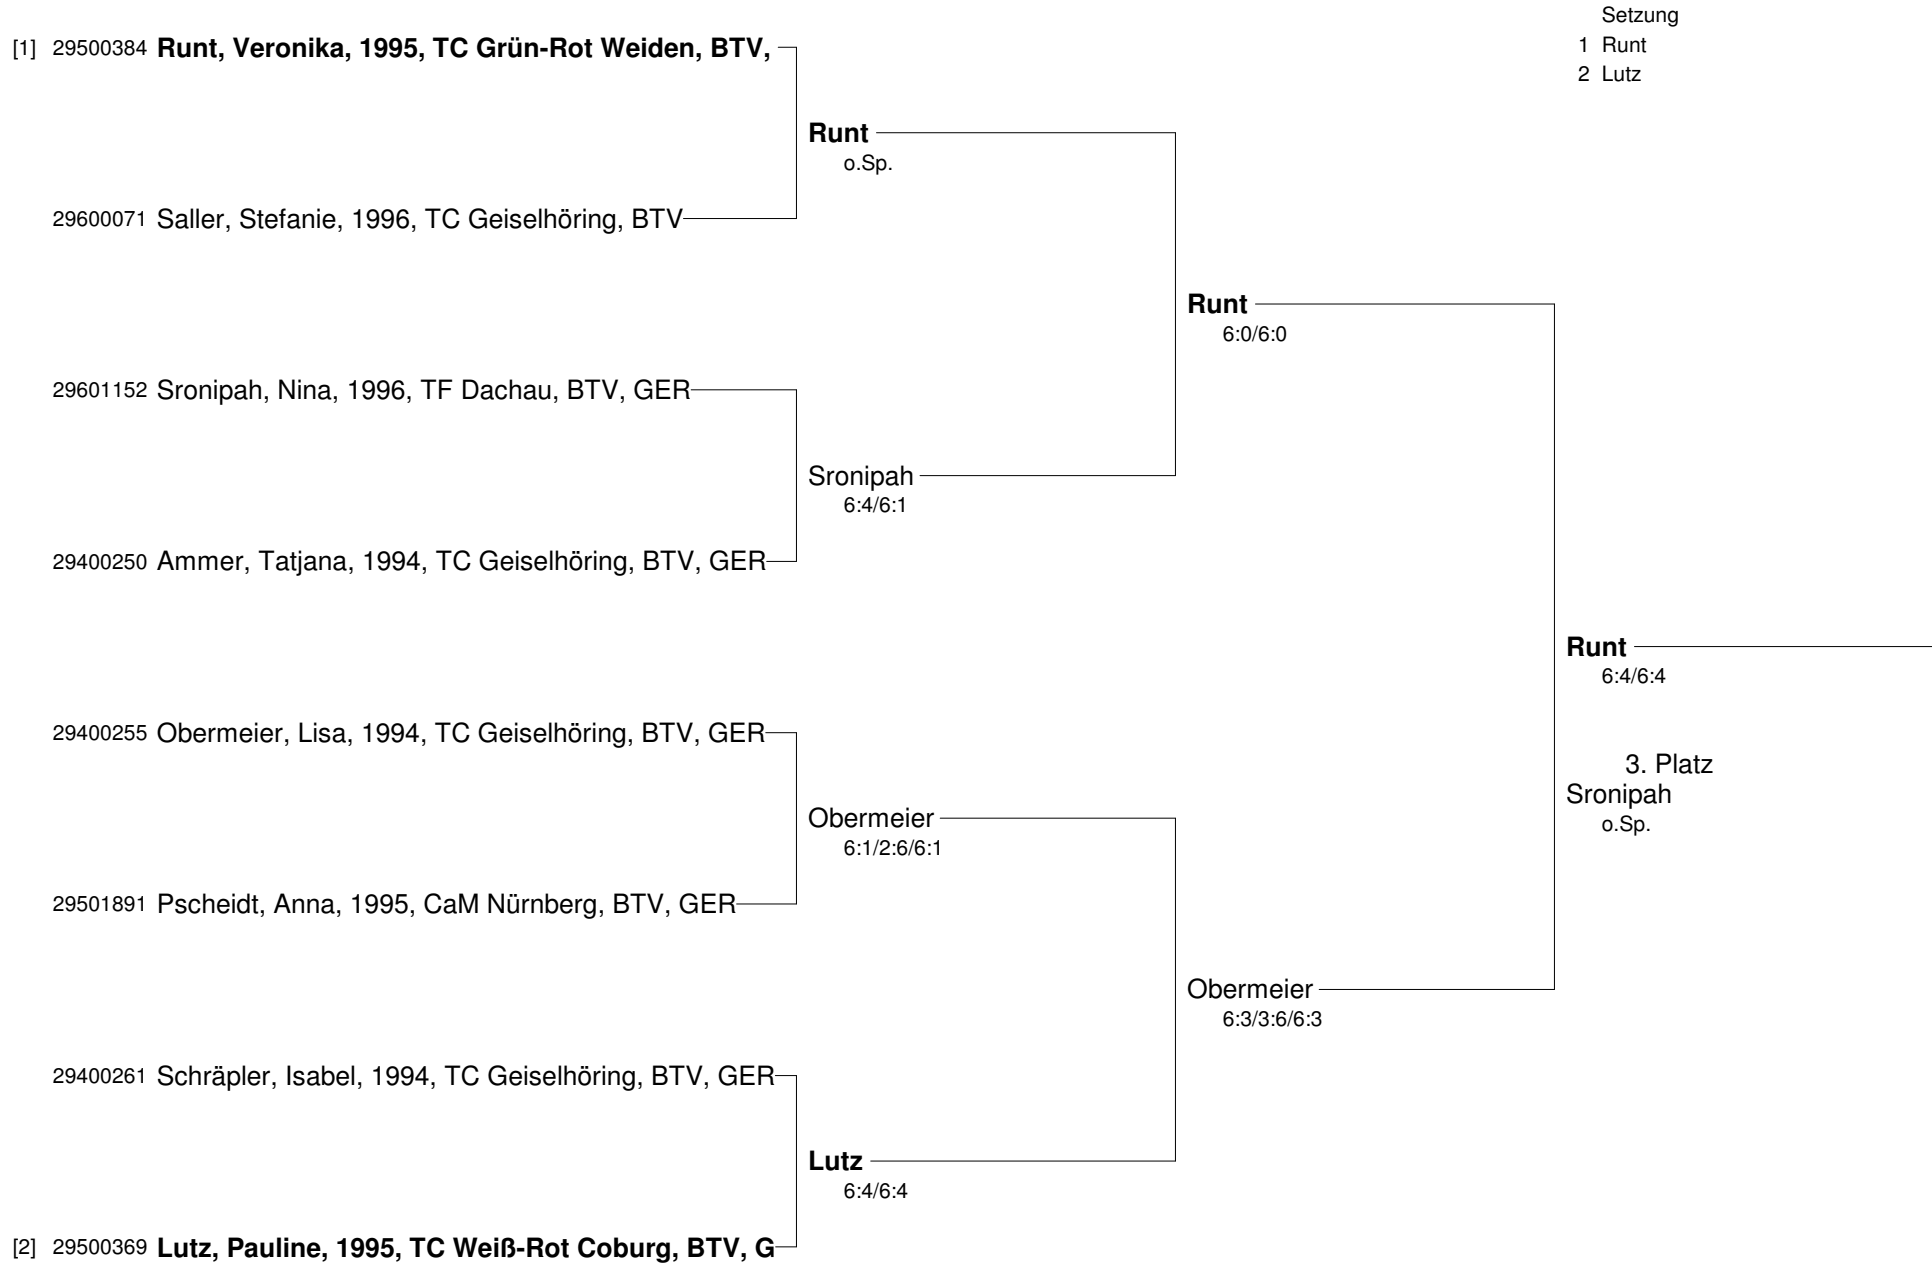 Setzung
1 Runt
2 Lutz
[1] 29500384 Runt, Veronika, 1995, TC Grün-Rot Weiden, BTV,
Runt
o.Sp.
29600071 Saller, Stefanie, 1996, TC Geiselhöring, BTV
Runt
6:0/6:0
29601152 Sronipah, Nina, 1996, TF Dachau, BTV, GER
Sronipah
6:4/6:1
29400250 Ammer, Tatjana, 1994, TC Geiselhöring, BTV, GER
Runt
6:4/6:4
29400255 Obermeier, Lisa, 1994, TC Geiselhöring, BTV, GER
3. Platz
Sronipah
o.Sp.
Obermeier
6:1/2:6/6:1
29501891 Pscheidt, Anna, 1995, CaM Nürnberg, BTV, GER
Obermeier
6:3/3:6/6:3
29400261 Schräpler, Isabel, 1994, TC Geiselhöring, BTV, GER
Lutz
6:4/6:4
[2] 29500369 Lutz, Pauline, 1995, TC Weiß-Rot Coburg, BTV, G